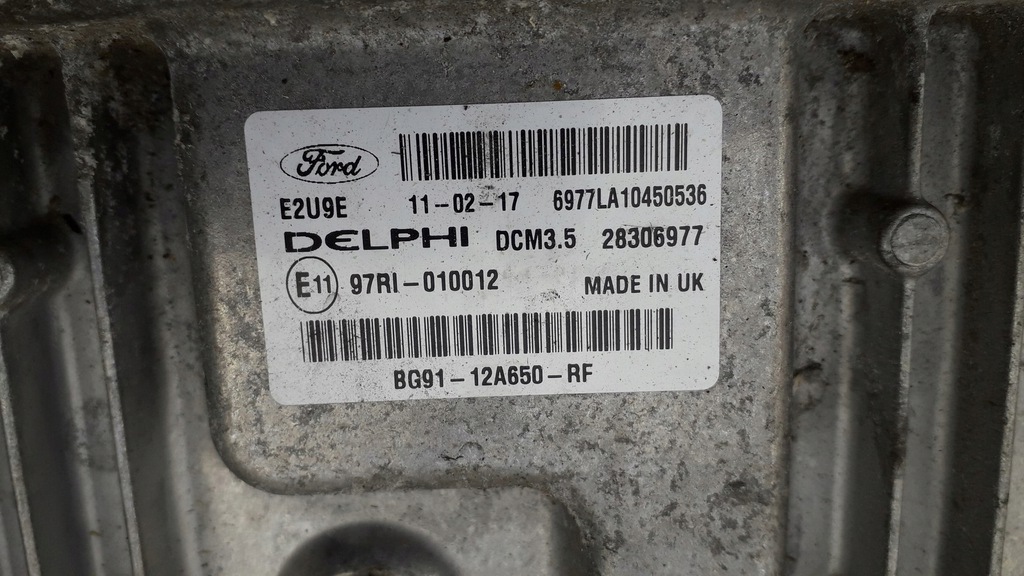 Ford
E2U9E 11-02-17 6977LA10450536
DELPHI DCM3.5 28306977
E11 97RI-010012 MADE IN UK
BG91-12A650-RF